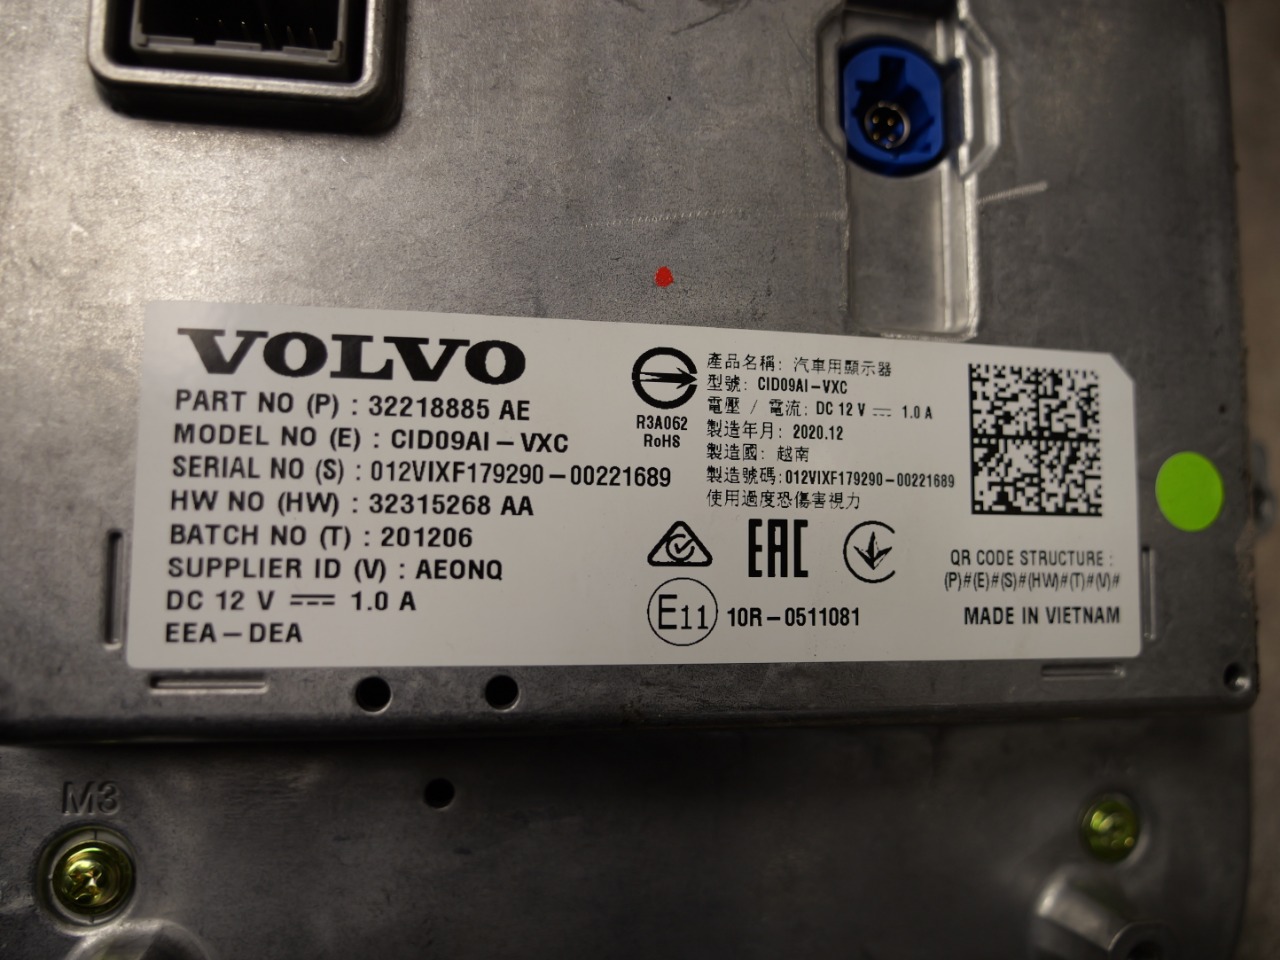 VOLVO
PART NO (P) : 32218885 AE
MODEL NO (E) : CID09AI-VXC
SERIAL NO (S) : 012VIXF179290-00221689
HW NO (HW) : 32315268 AA
BATCH NO (T) : 201206
SUPPLIER ID (V) : AEONQ
DC 12 V ⎓ 1.0 A
EEA-DEA
R3A062
RoHS
產品名稱: 汽車用顯示器
型號: CID09AI-VXC
電壓 / 電流: DC 12 V ⎓ 1.0 A
製造年月: 2020.12
製造國: 越南
製造號碼: 012VIXF179290-00221689
使用過度恐傷害視力
EAC
E11 10R-0511081
QR CODE STRUCTURE :
(P)#(E)#(S)#(HW)#(T)#(V)#
MADE IN VIETNAM
M3